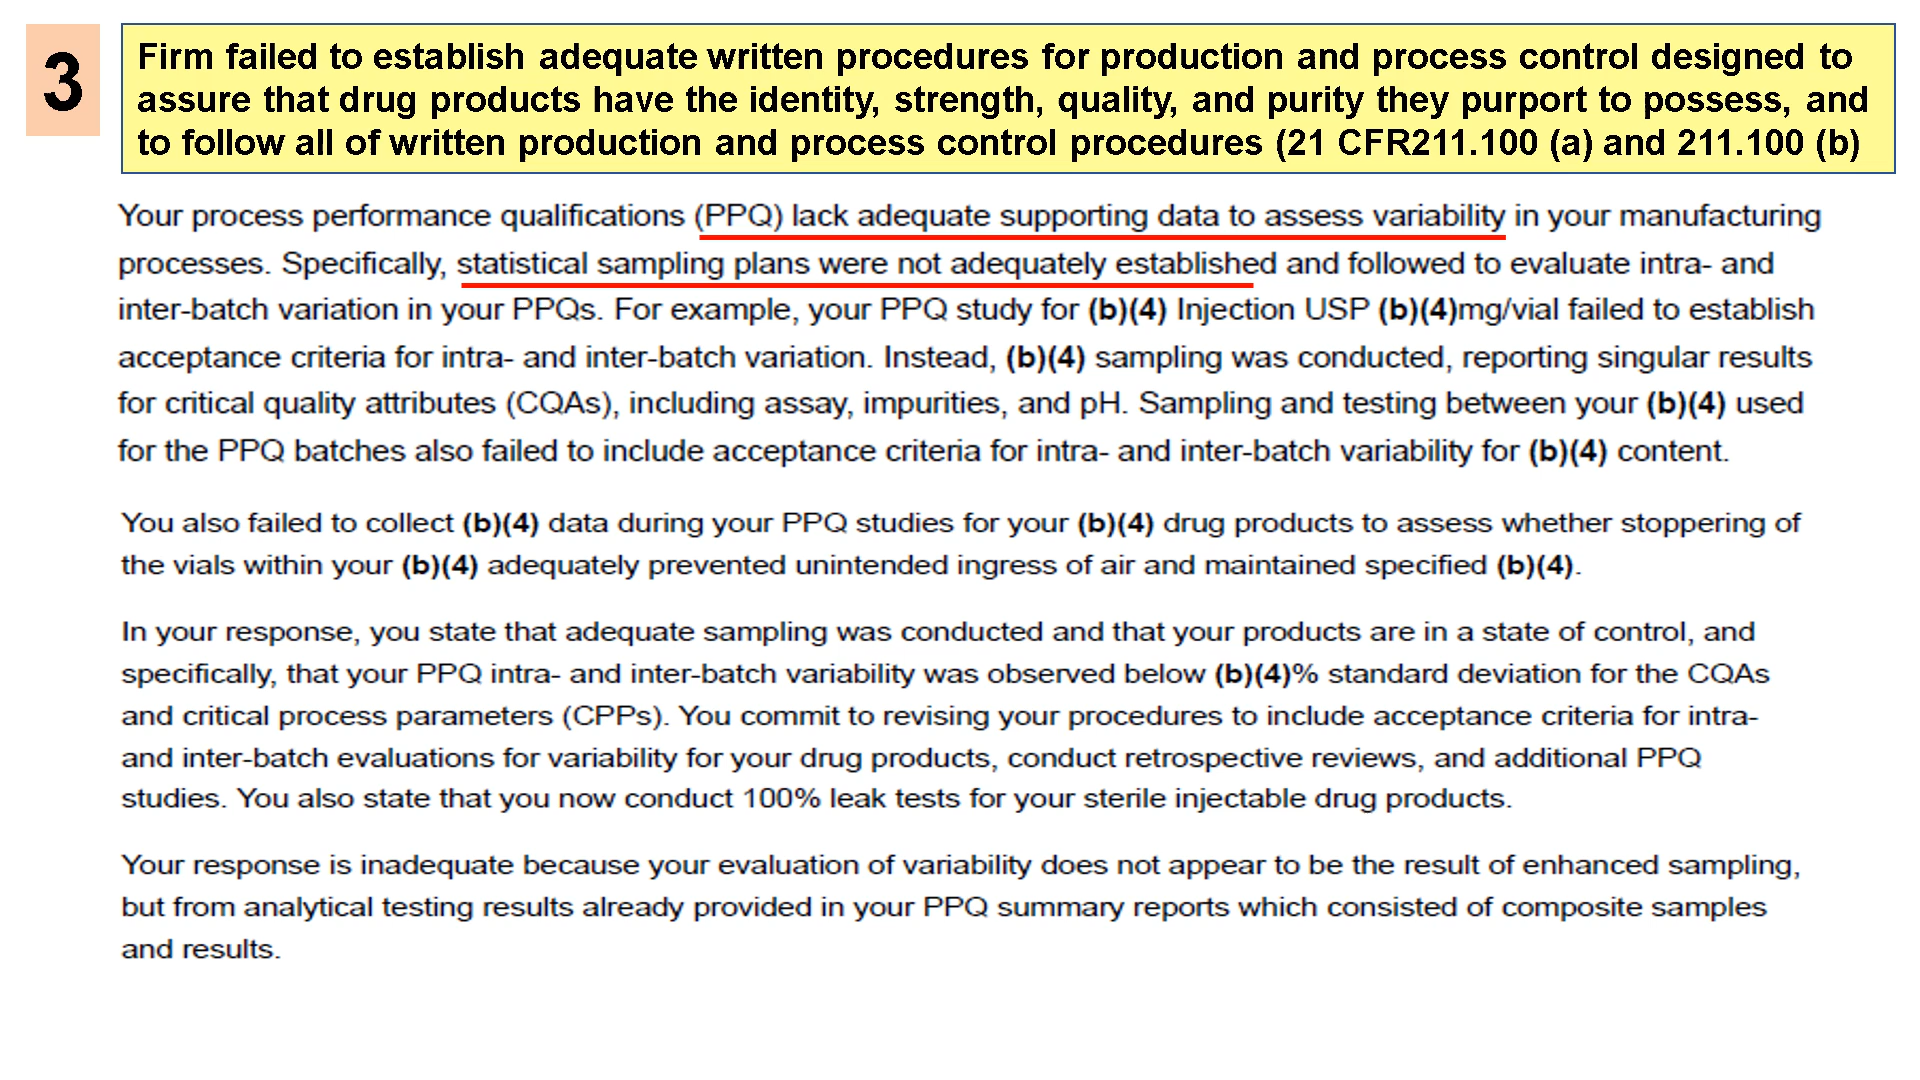 3
Firm failed to establish adequate written procedures for production and process control designed to
assure that drug products have the identity, strength, quality, and purity they purport to possess, and
to follow all of written production and process control procedures (21 CFR211.100 (a) and 211.100 (b)
Your process performance qualifications (PPQ) lack adequate supporting data to assess variability in your manufacturing
processes. Specifically, statistical sampling plans were not adequately established and followed to evaluate intra- and
inter-batch variation in your PPQs. For example, your PPQ study for (b)(4) Injection USP (b)(4)mg/vial failed to establish
acceptance criteria for intra- and inter-batch variation. Instead, (b)(4) sampling was conducted, reporting singular results
for critical quality attributes (CQAs), including assay, impurities, and pH. Sampling and testing between your (b)(4) used
for the PPQ batches also failed to include acceptance criteria for intra- and inter-batch variability for (b)(4) content.
You also failed to collect (b)(4) data during your PPQ studies for your (b)(4) drug products to assess whether stoppering of
the vials within your (b)(4) adequately prevented unintended ingress of air and maintained specified (b)(4).
In your response, you state that adequate sampling was conducted and that your products are in a state of control, and
specifically, that your PPQ intra- and inter-batch variability was observed below (b)(4)% standard deviation for the CQAs
and critical process parameters (CPPs). You commit to revising your procedures to include acceptance criteria for intra-
and inter-batch evaluations for variability for your drug products, conduct retrospective reviews, and additional PPQ
studies. You also state that you now conduct 100% leak tests for your sterile injectable drug products.
Your response is inadequate because your evaluation of variability does not appear to be the result of enhanced sampling,
but from analytical testing results already provided in your PPQ summary reports which consisted of composite samples
and results.